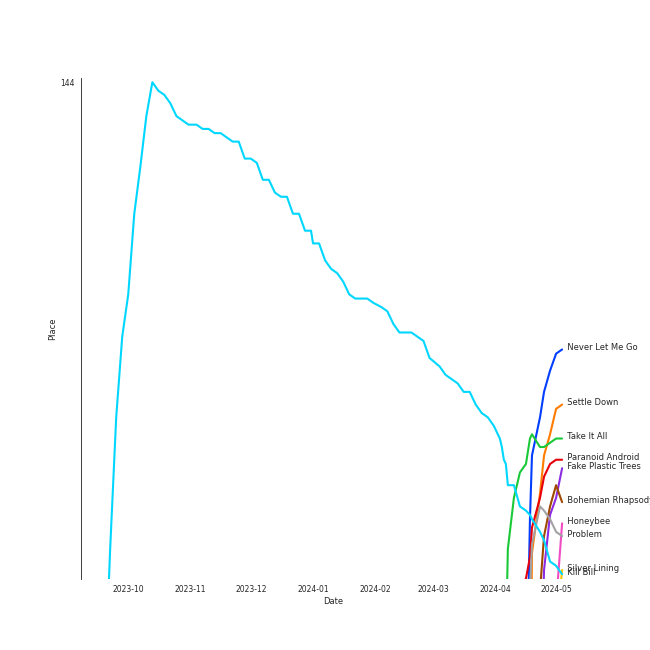 144
Place
Never Let Me Go
Settle Down
Take It All
Paranoid Android
Fake Plastic Trees
Bohemian Rhapsody
Honeybee
Problem
Silver Lining
Kill Bill
2023-10 2023-11 2023-12 2024-01 2024-02 2024-03 2024-04 2024-05
Date